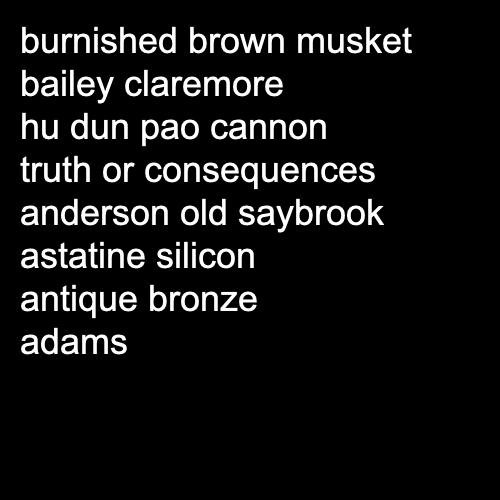 burnished brown musket
bailey claremore
hu dun pao cannon
truth or consequences
anderson old saybrook
astatine silicon
antique bronze
adams